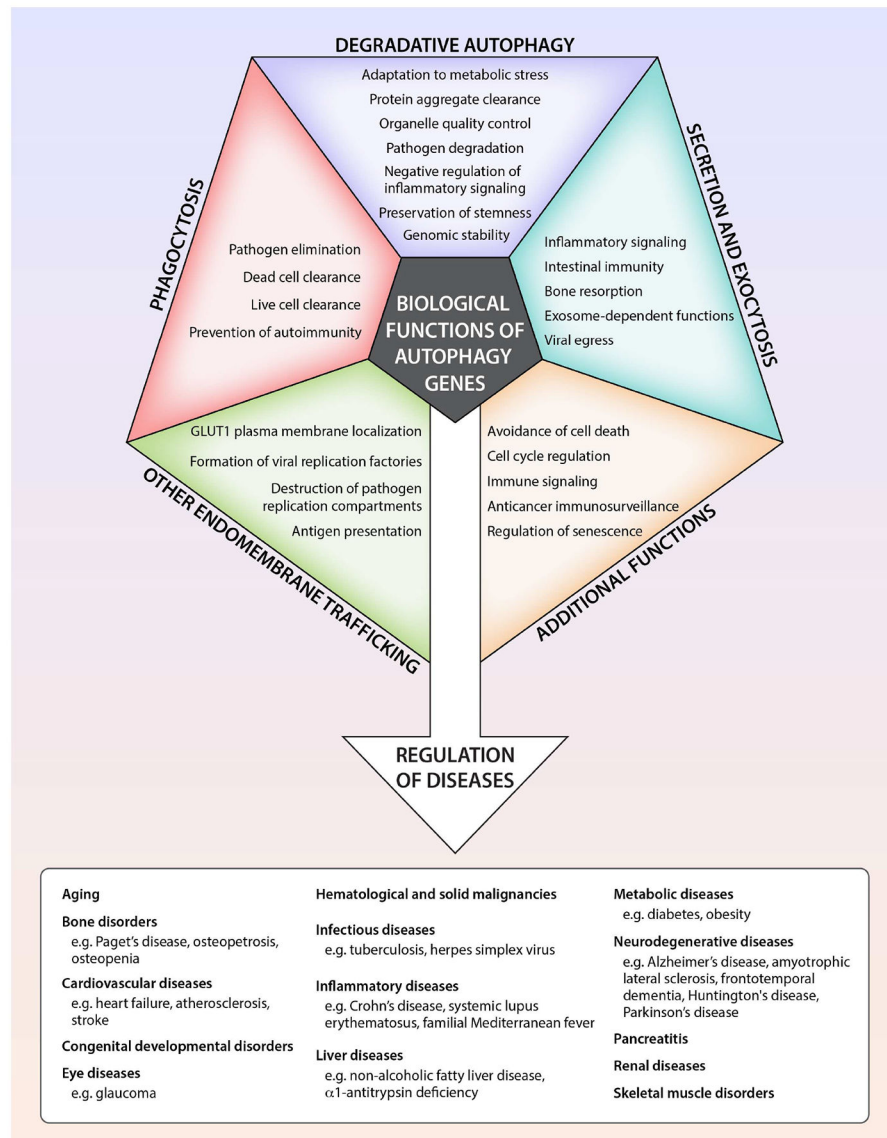 DEGRADATIVE AUTOPHAGY
Adaptation to metabolic stress
Protein aggregate clearance
Organelle quality control
Pathogen degradation
Negative regulation of
inflammatory signaling
Preservation of stemness
Genomic stability
PHAGOCYTOSIS
Pathogen elimination
Dead cell clearance
Live cell clearance
Prevention of autoimmunity
BIOLOGICAL
FUNCTIONS OF
AUTOPHAGY
GENES
SECRETION AND EXOCYTOSIS
Inflammatory signaling
Intestinal immunity
Bone resorption
Exosome-dependent functions
Viral egress
OTHER ENDOMEMBRANE TRAFFICKING
GLUT1 plasma membrane localization
Formation of viral replication factories
Destruction of pathogen
replication compartments
Antigen presentation
ADDITIONAL FUNCTIONS
Avoidance of cell death
Cell cycle regulation
Immune signaling
Anticancer immunosurveillance
Regulation of senescence
REGULATION
OF DISEASES
Aging
Bone disorders
e.g. Paget's disease, osteopetrosis,
osteopenia
Cardiovascular diseases
e.g. heart failure, atherosclerosis,
stroke
Congenital developmental disorders
Eye diseases
e.g. glaucoma
Hematological and solid malignancies
Infectious diseases
e.g. tuberculosis, herpes simplex virus
Inflammatory diseases
e.g. Crohn's disease, systemic lupus
erythematosus, familial Mediterranean fever
Liver diseases
e.g. non-alcoholic fatty liver disease,
α1-antitrypsin deficiency
Metabolic diseases
e.g. diabetes, obesity
Neurodegenerative diseases
e.g. Alzheimer's disease, amyotrophic
lateral sclerosis, frontotemporal
dementia, Huntington's disease,
Parkinson's disease
Pancreatitis
Renal diseases
Skeletal muscle disorders